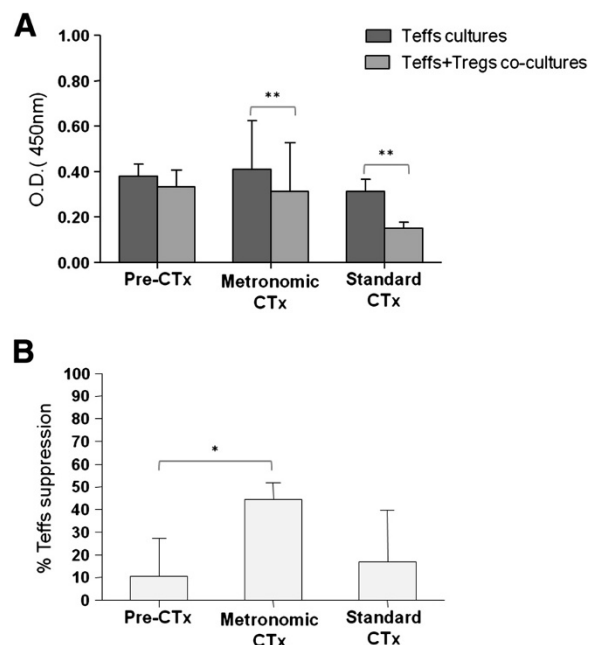 A
Teffs cultures
Teffs+Tregs co-cultures
O.D.( 450nm)
1.00
0.80
0.60
0.40
0.20
0.00
**
**
Pre-CTx
Metronomic
CTx
Standard
CTx
B
% Teffs suppression
100
90
80
70
60
50
40
30
20
10
0
*
Pre-CTx
Metronomic
CTx
Standard
CTx